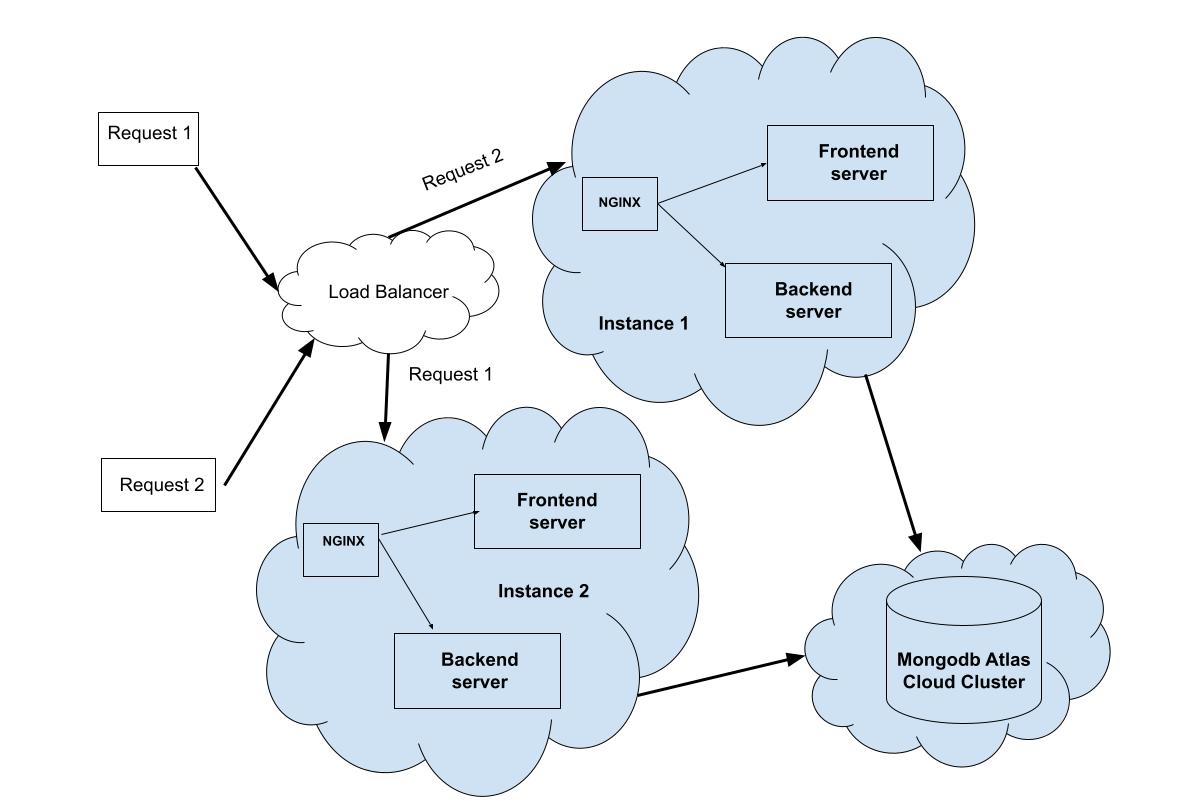 Request 1
Request 2
Frontend
server
NGINX
Load Balancer
Backend
server
Instance 1
Request 1
Request 2
Frontend
server
NGINX
Instance 2
Backend
server
Mongodb Atlas
Cloud Cluster